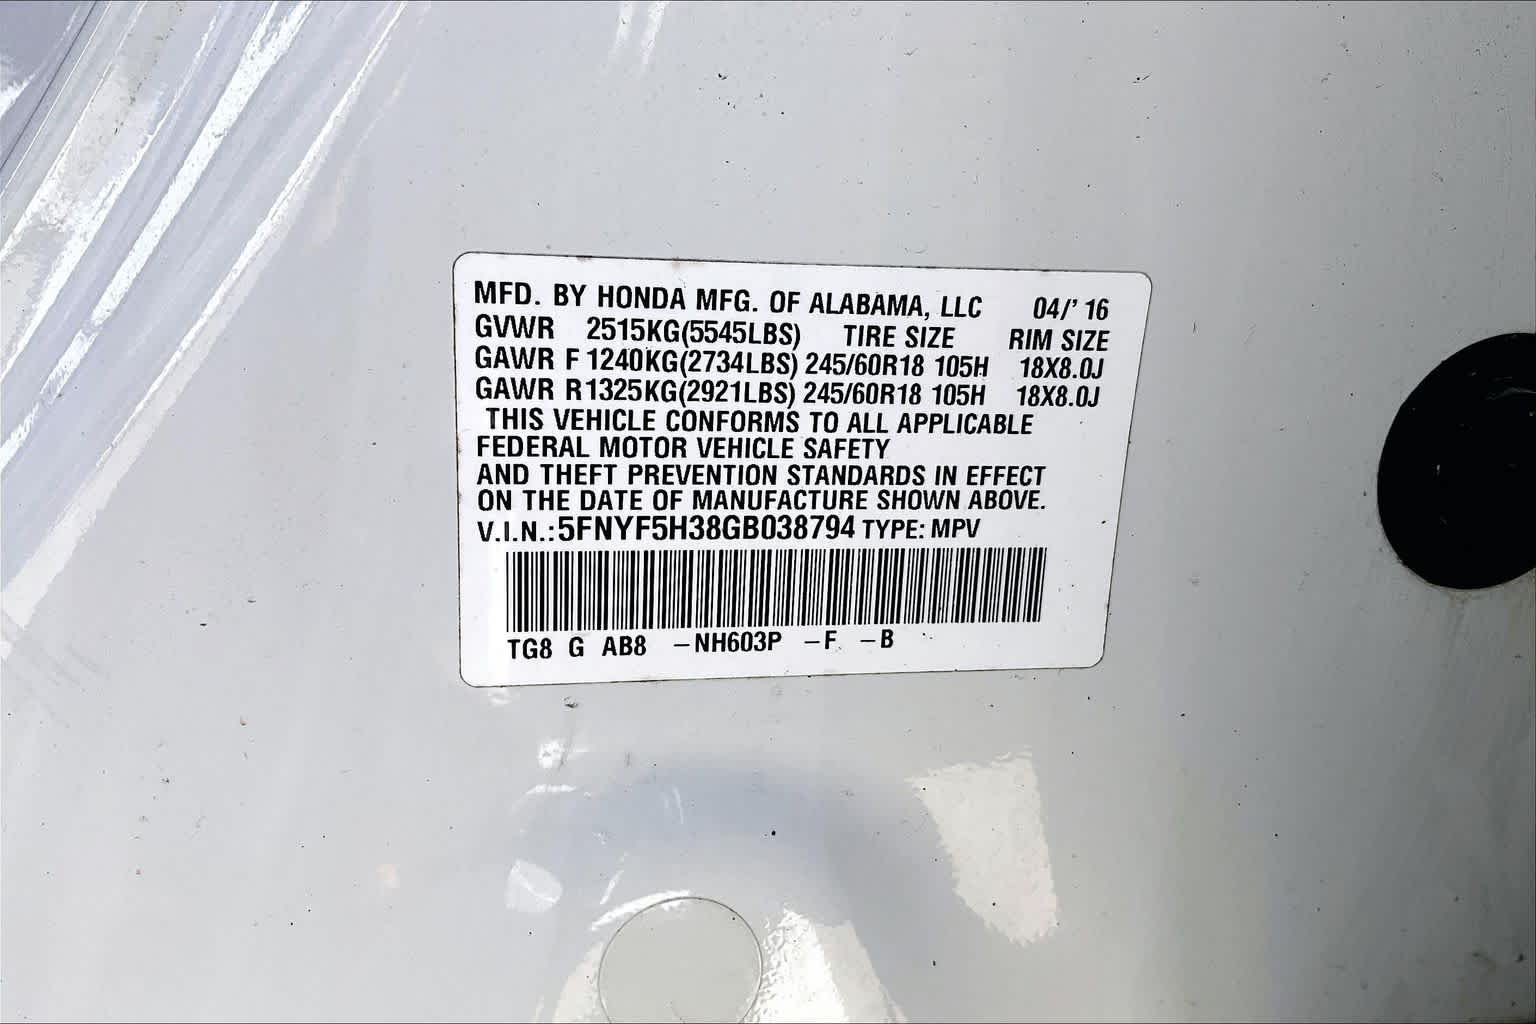 MFD. BY HONDA MFG. OF ALABAMA, LLC 04/' 16
GVWR 2515KG(5545LBS) TIRE SIZE RIM SIZE
GAWR F 1240KG(2734LBS) 245/60R18 105H 18X8.0J
GAWR R 1325KG(2921LBS) 245/60R18 105H 18X8.0J
THIS VEHICLE CONFORMS TO ALL APPLICABLE
FEDERAL MOTOR VEHICLE SAFETY
AND THEFT PREVENTION STANDARDS IN EFFECT
ON THE DATE OF MANUFACTURE SHOWN ABOVE.
V.I.N.: 5FNYF5H38GB038794 TYPE: MPV
TG8 G AB8 –NH603P –F –B